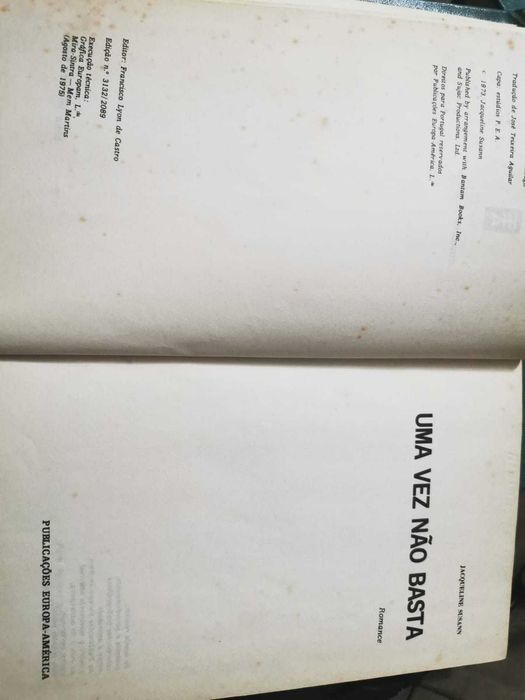 Tradução de José Teixeira Aguilar
Capa: estúdios P. E. A.
© 1973, Jacqueline Susann
Published by arrangement with Bantam Books, Inc.,
and Sujac Productions, Ltd.
Direitos para Portugal reservados
por Publicações Europa-América, L.da
Editor: Francisco Lyon de Castro
Edição n.º 3132/2089
Execução técnica:
Gráfica Europam, L.da
Mira-Sintra — Mem Martins
(Agosto de 1975)
JACQUELINE SUSANN
UMA VEZ NÃO BASTA
Romance
PUBLICAÇÕES EUROPA-AMÉRICA